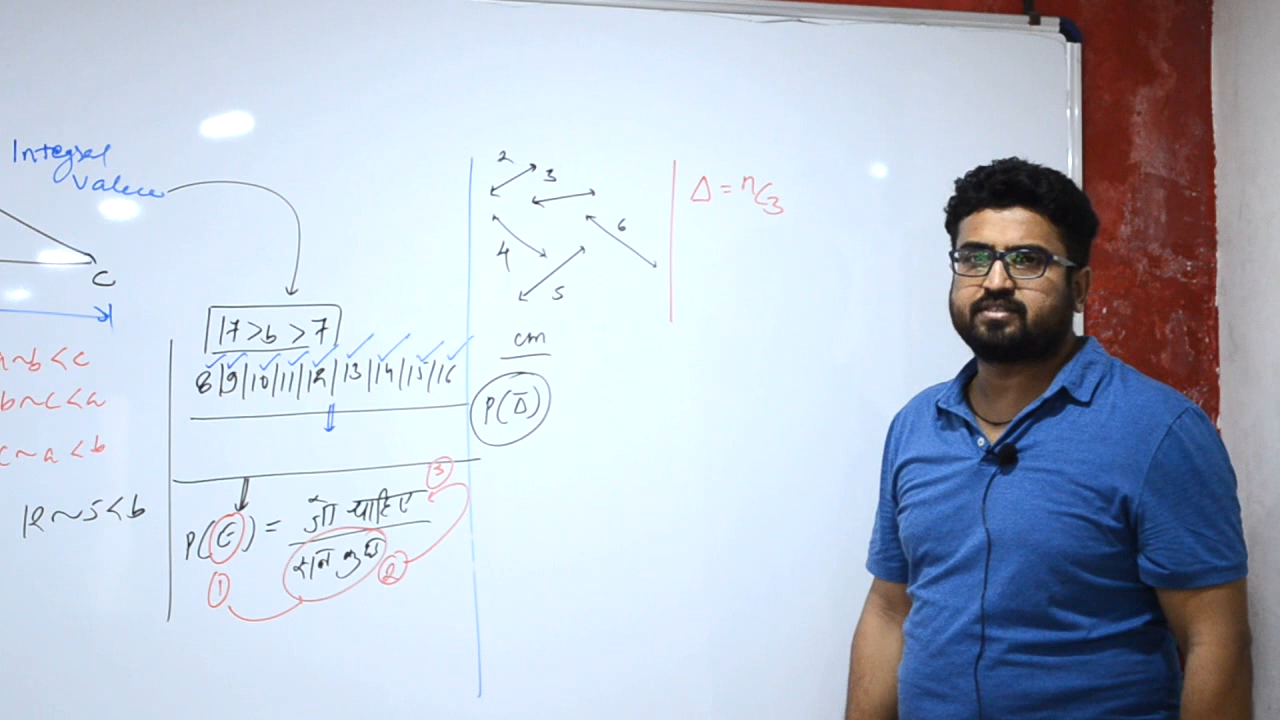 Integral
Value
C
a~b<c
b~c<a
c~a<b
12~5<b
17>b>7
8|9|10|11|12|13|14|15|16
P(E) = जो चाहिए
सब कुछ
1
2
3
2
3
4
5
6
cm
P(Δ)
Δ = ⁿC₃